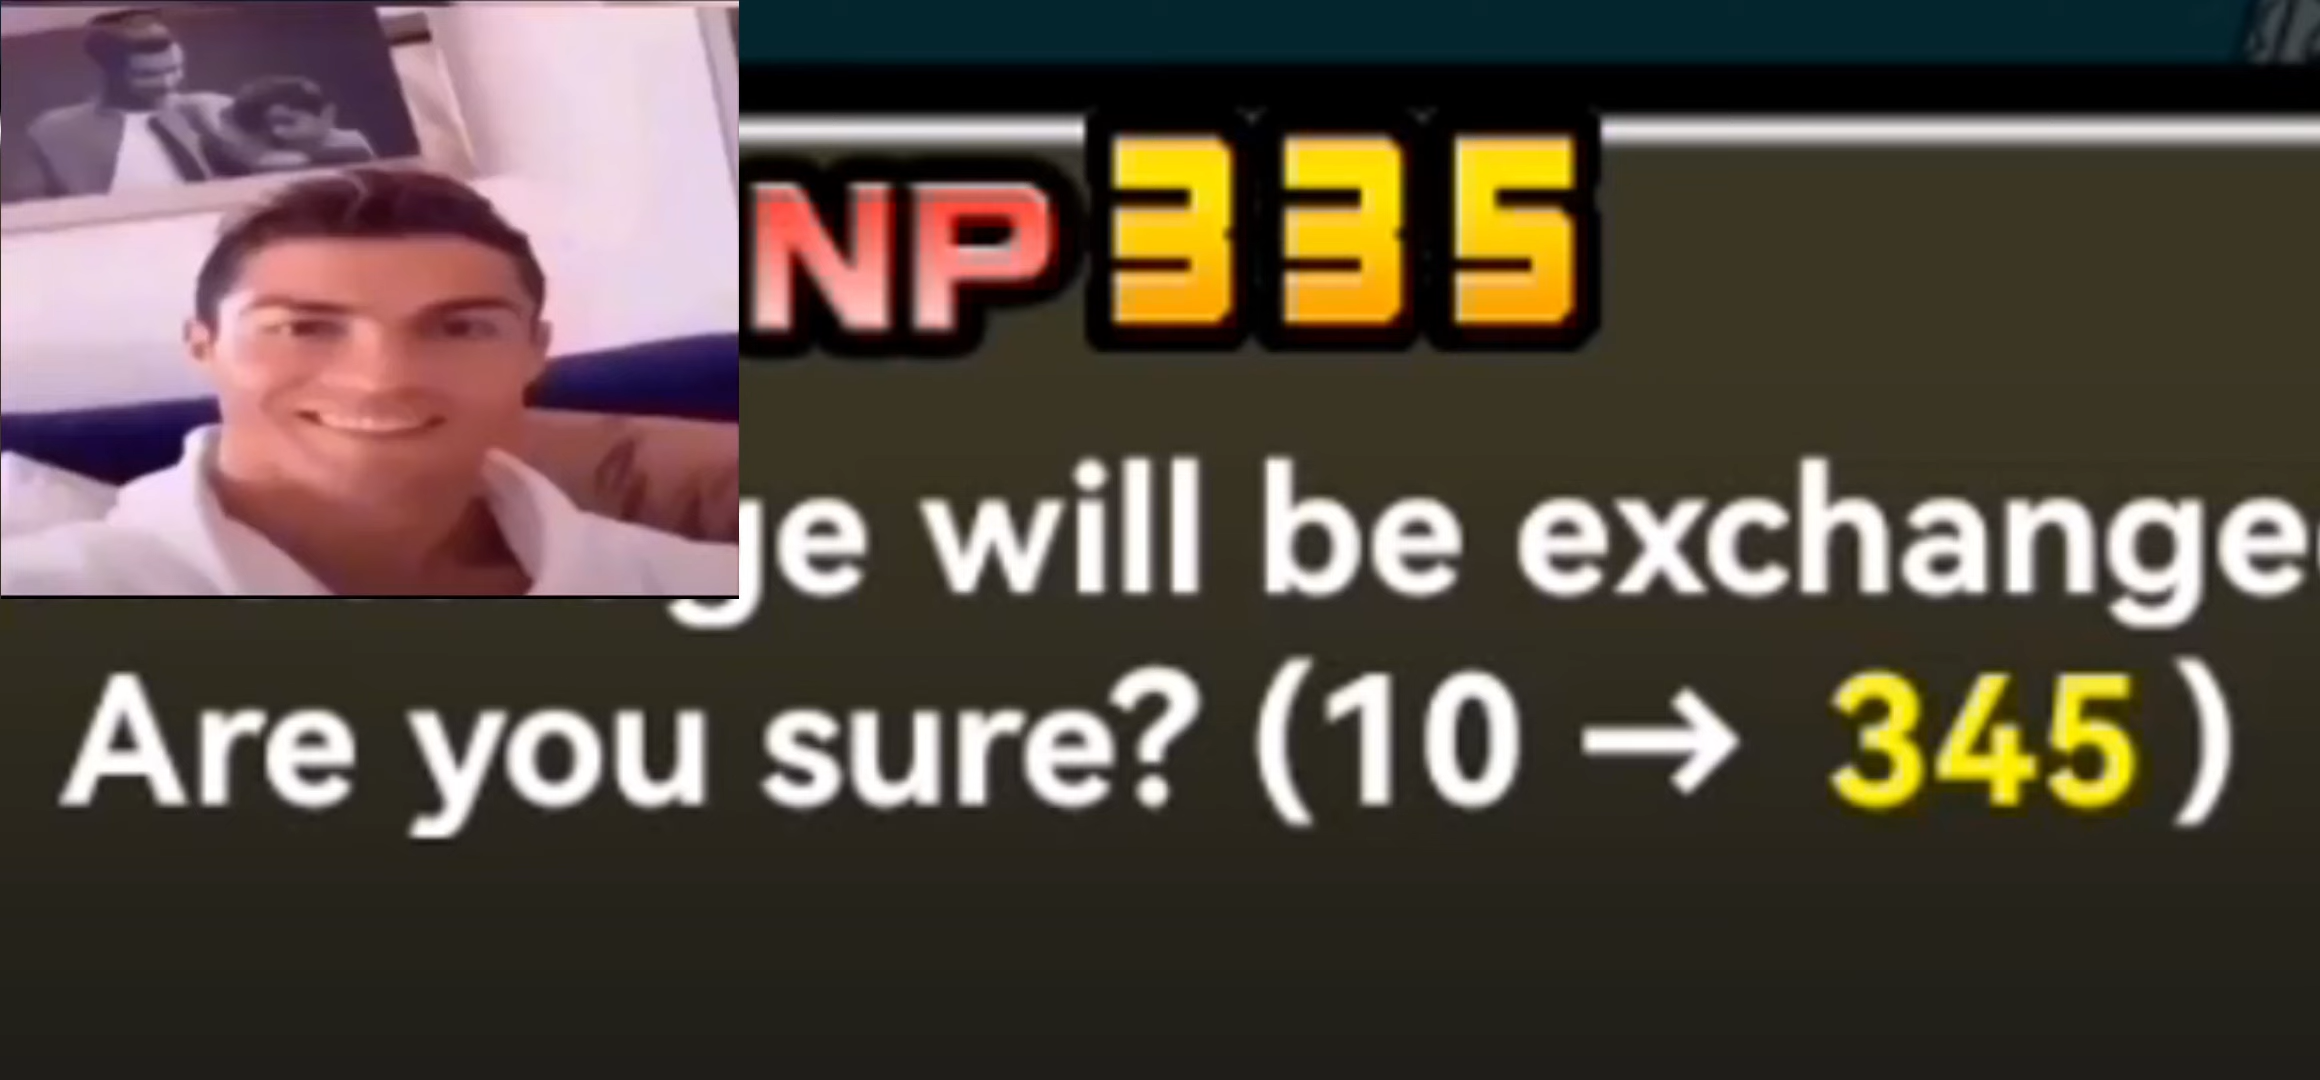 NP 335
ge will be exchange
Are you sure? (10 → 345)